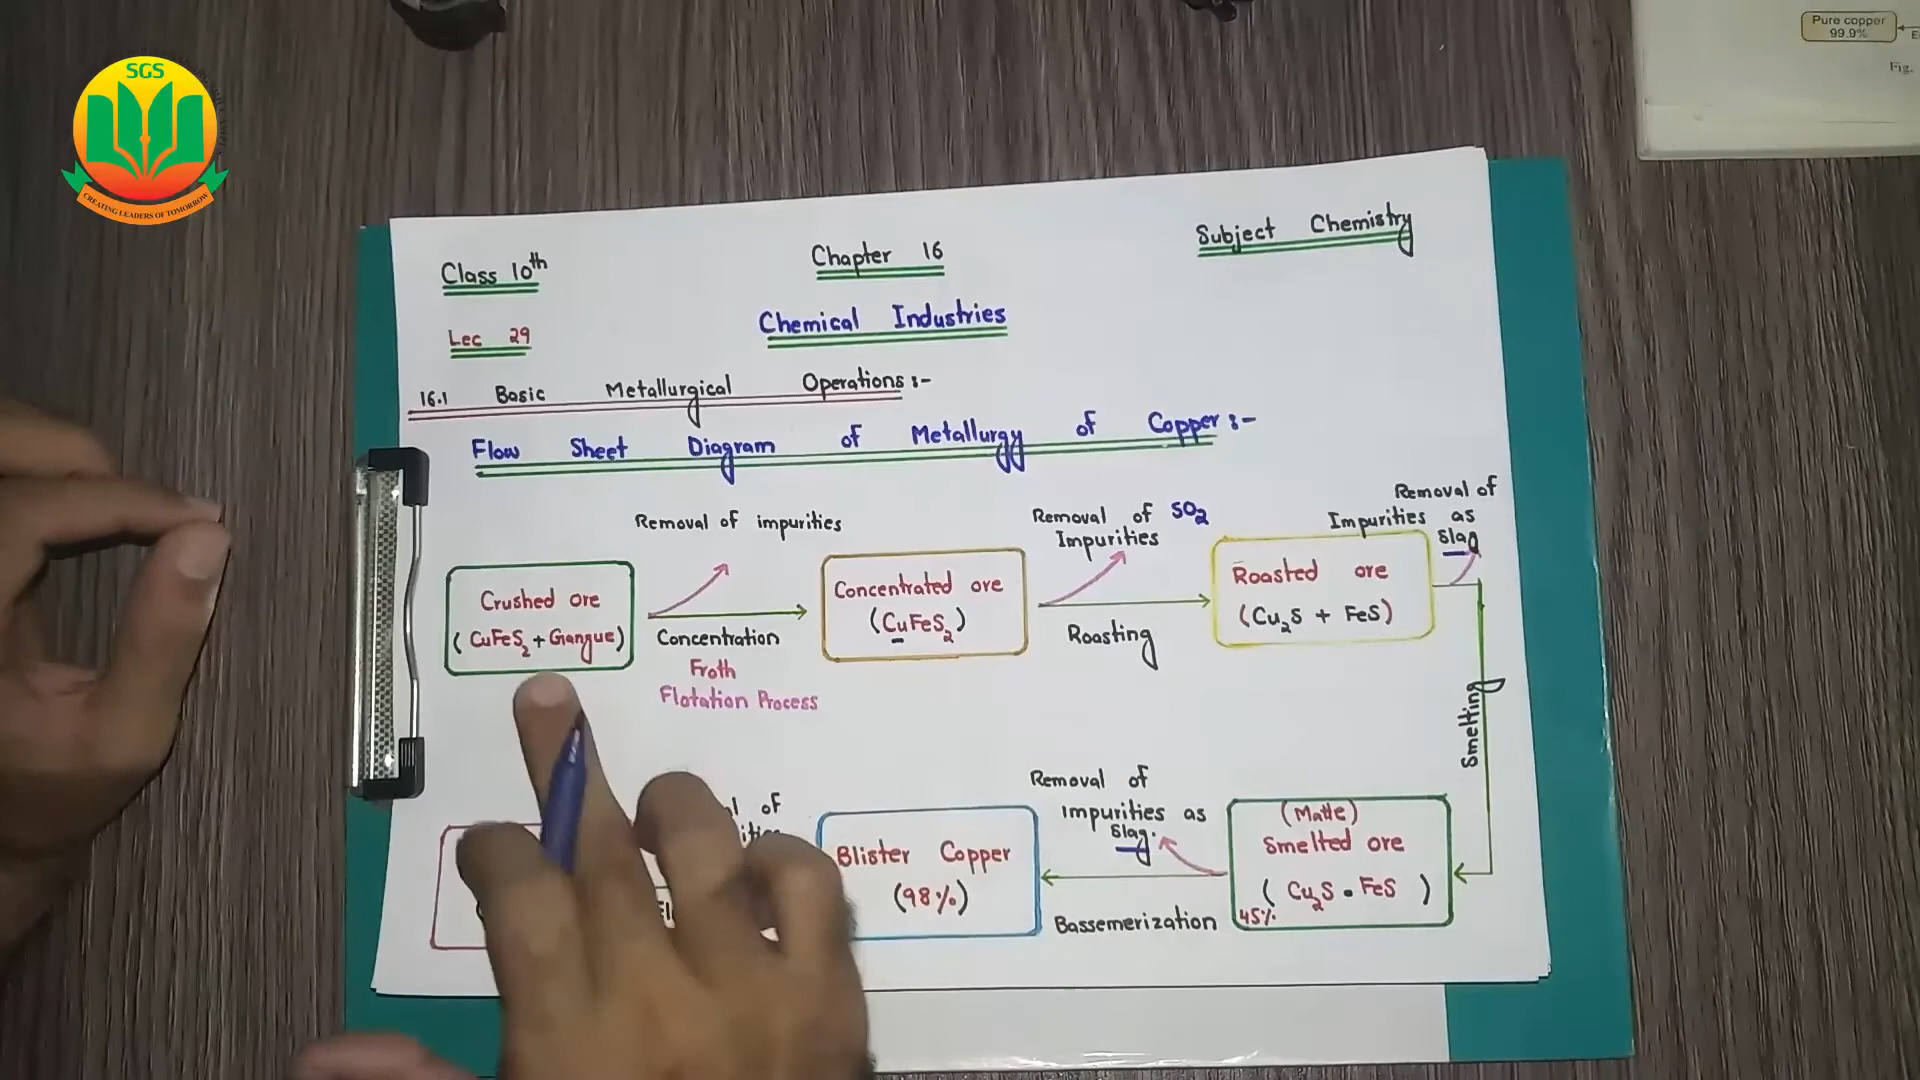 SGS
CREATING LEADERS OF TOMORROW
Pure copper
99.9%
Fig.
Class 10th
Chapter 16
Subject Chemistry
Lec 29
Chemical Industries
16.1 Basic Metallurgical Operations:-
Flow Sheet Diagram of Metallurgy of Copper:-
Removal of impurities
Crushed ore
(CuFeS2 + Gangue)
Concentration
Froth
Flotation Process
Concentrated ore
(CuFeS2)
Removal of SO2
Impurities
Roasting
Roasted ore
(Cu2S + FeS)
Removal of
Impurities as
Slag
Smelting
(Matte)
Smelted ore
(Cu2S • FeS)
45%
Removal of
impurities as
Slag.
Bassemerization
Blister Copper
(98%)
of